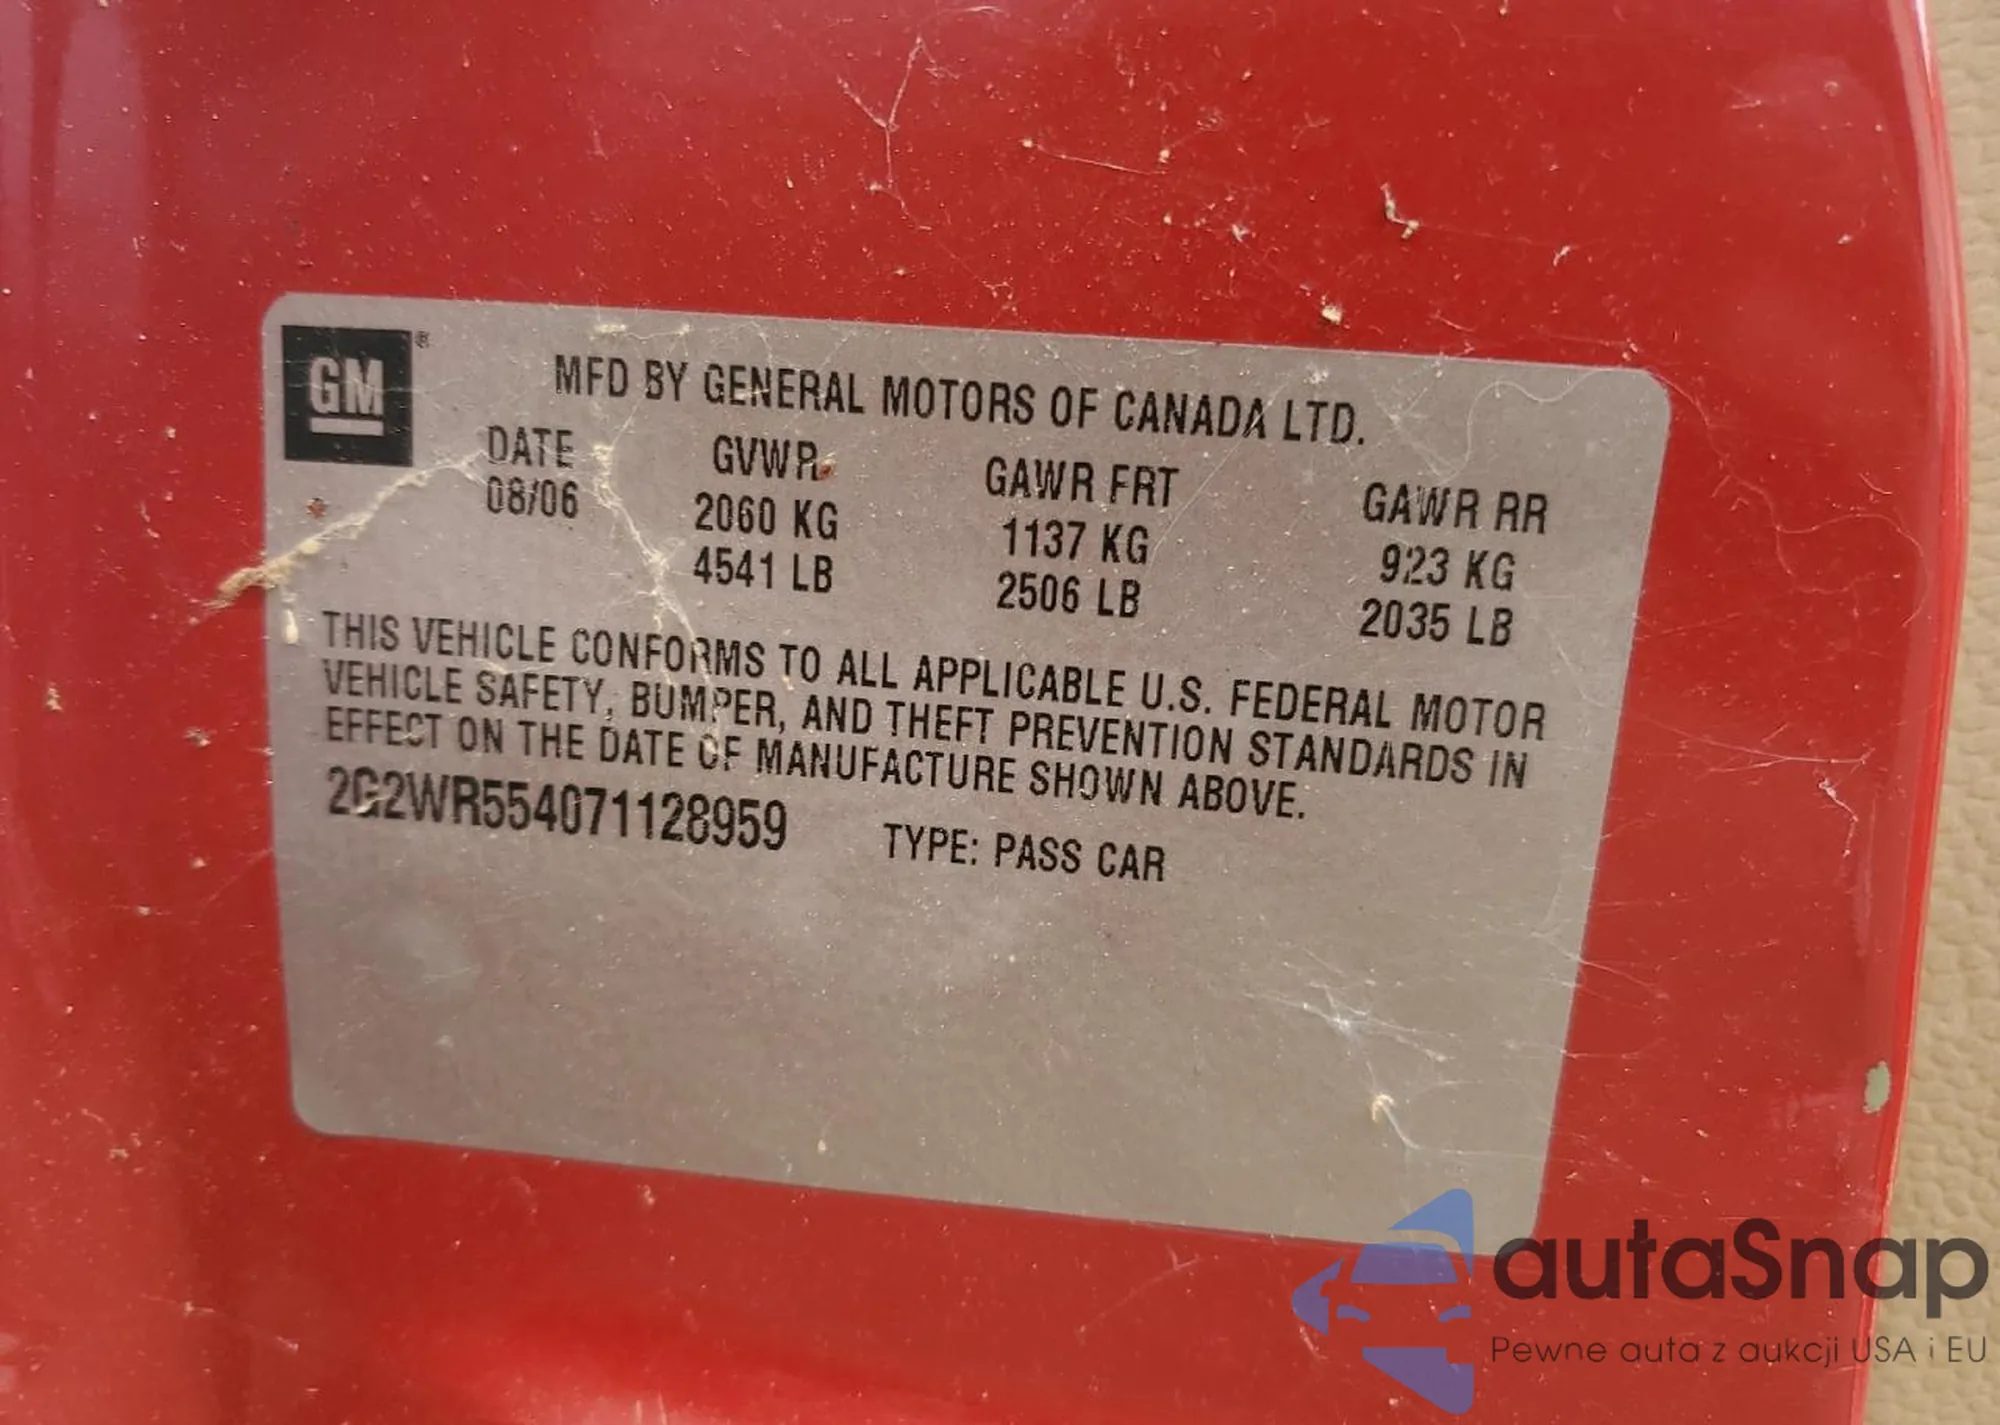 GM ®
MFD BY GENERAL MOTORS OF CANADA LTD.
DATE GVWR GAWR FRT GAWR RR
08/06 2060 KG 1137 KG 923 KG
4541 LB 2506 LB 2035 LB
THIS VEHICLE CONFORMS TO ALL APPLICABLE U.S. FEDERAL MOTOR
VEHICLE SAFETY, BUMPER, AND THEFT PREVENTION STANDARDS IN
EFFECT ON THE DATE OF MANUFACTURE SHOWN ABOVE.
2G2WR554071128959 TYPE: PASS CAR
autaSnap
Pewne auta z aukcji USA i EU